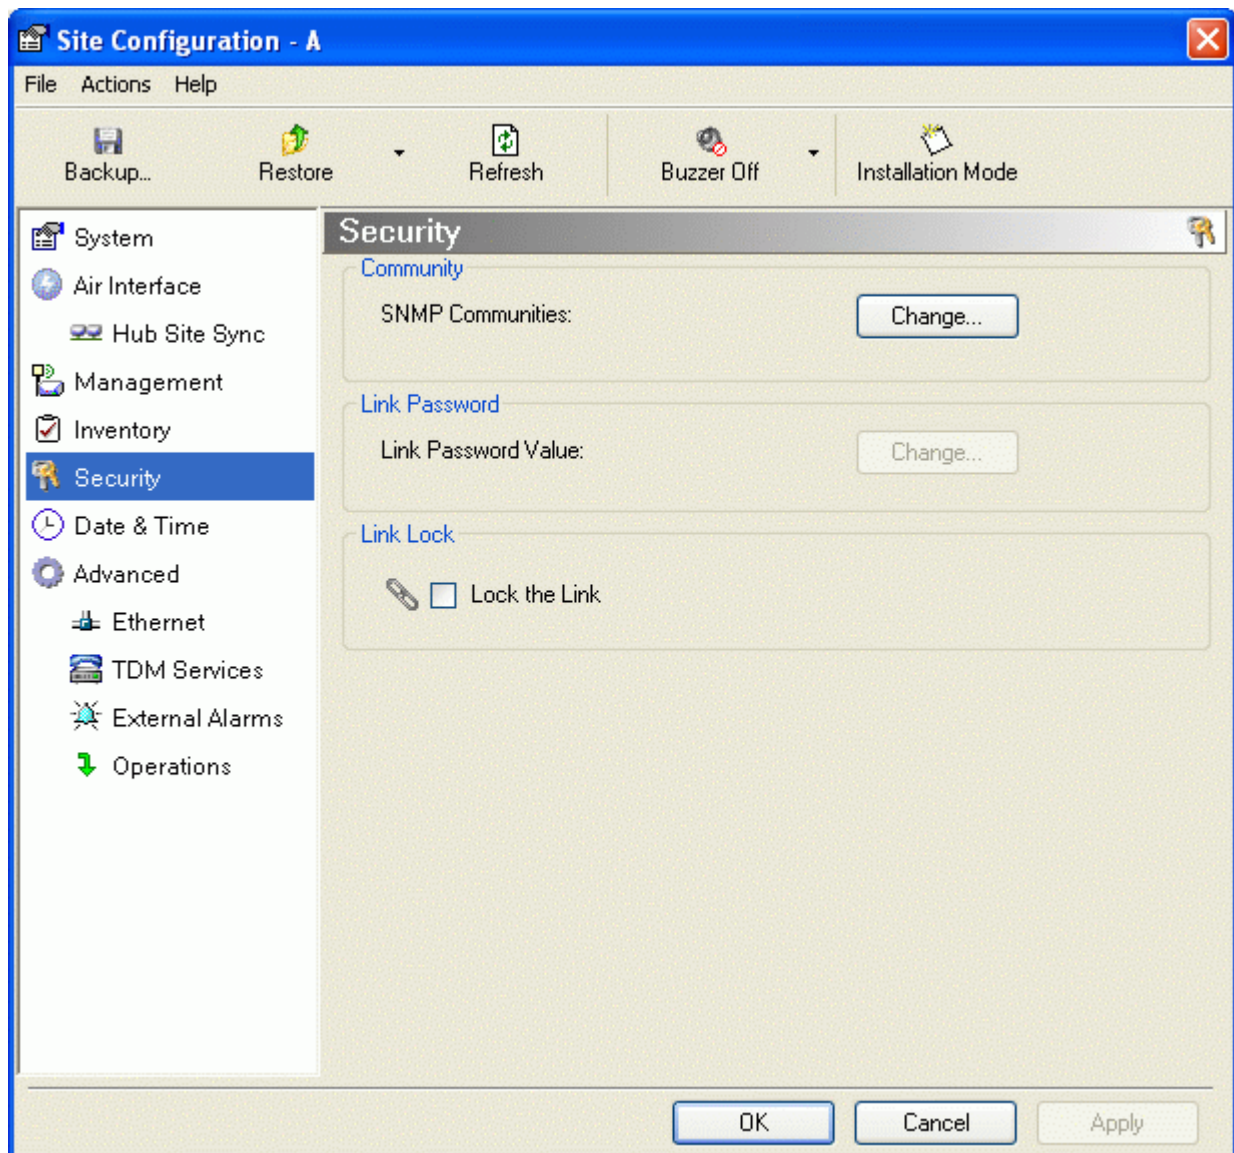 Site Configuration - A
File Actions Help
Backup... Restore Refresh Buzzer Off Installation Mode
System
Air Interface
Hub Site Sync
Management
Inventory
Security
Date & Time
Advanced
Ethernet
TDM Services
External Alarms
Operations
Security
Community
SNMP Communities: Change...
Link Password
Link Password Value: Change...
Link Lock
Lock the Link
OK Cancel Apply